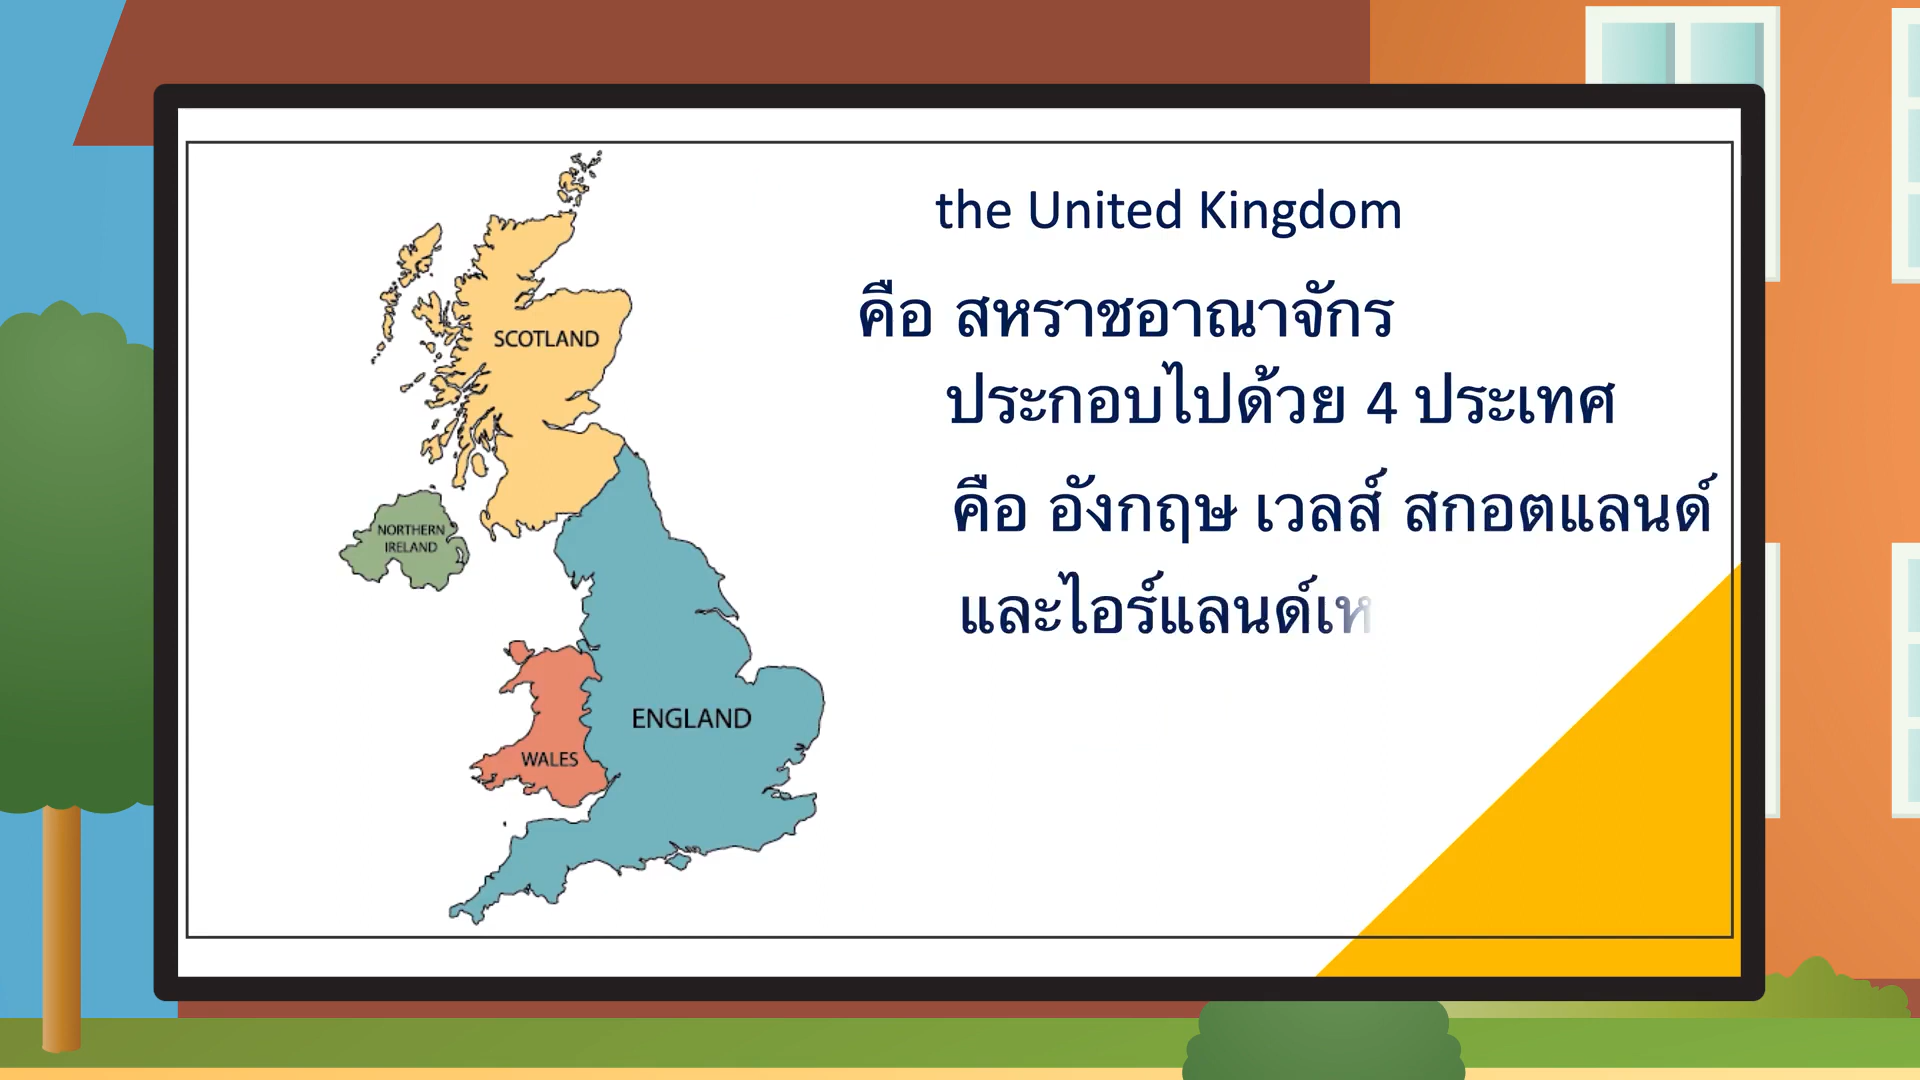 the United Kingdom
คือ สหราชอาณาจักร
ประกอบไปด้วย 4 ประเทศ
คือ อังกฤษ เวลส์ สกอตแลนด์
และไอร์แลนด์เห
SCOTLAND
NORTHERN
IRELAND
ENGLAND
WALES